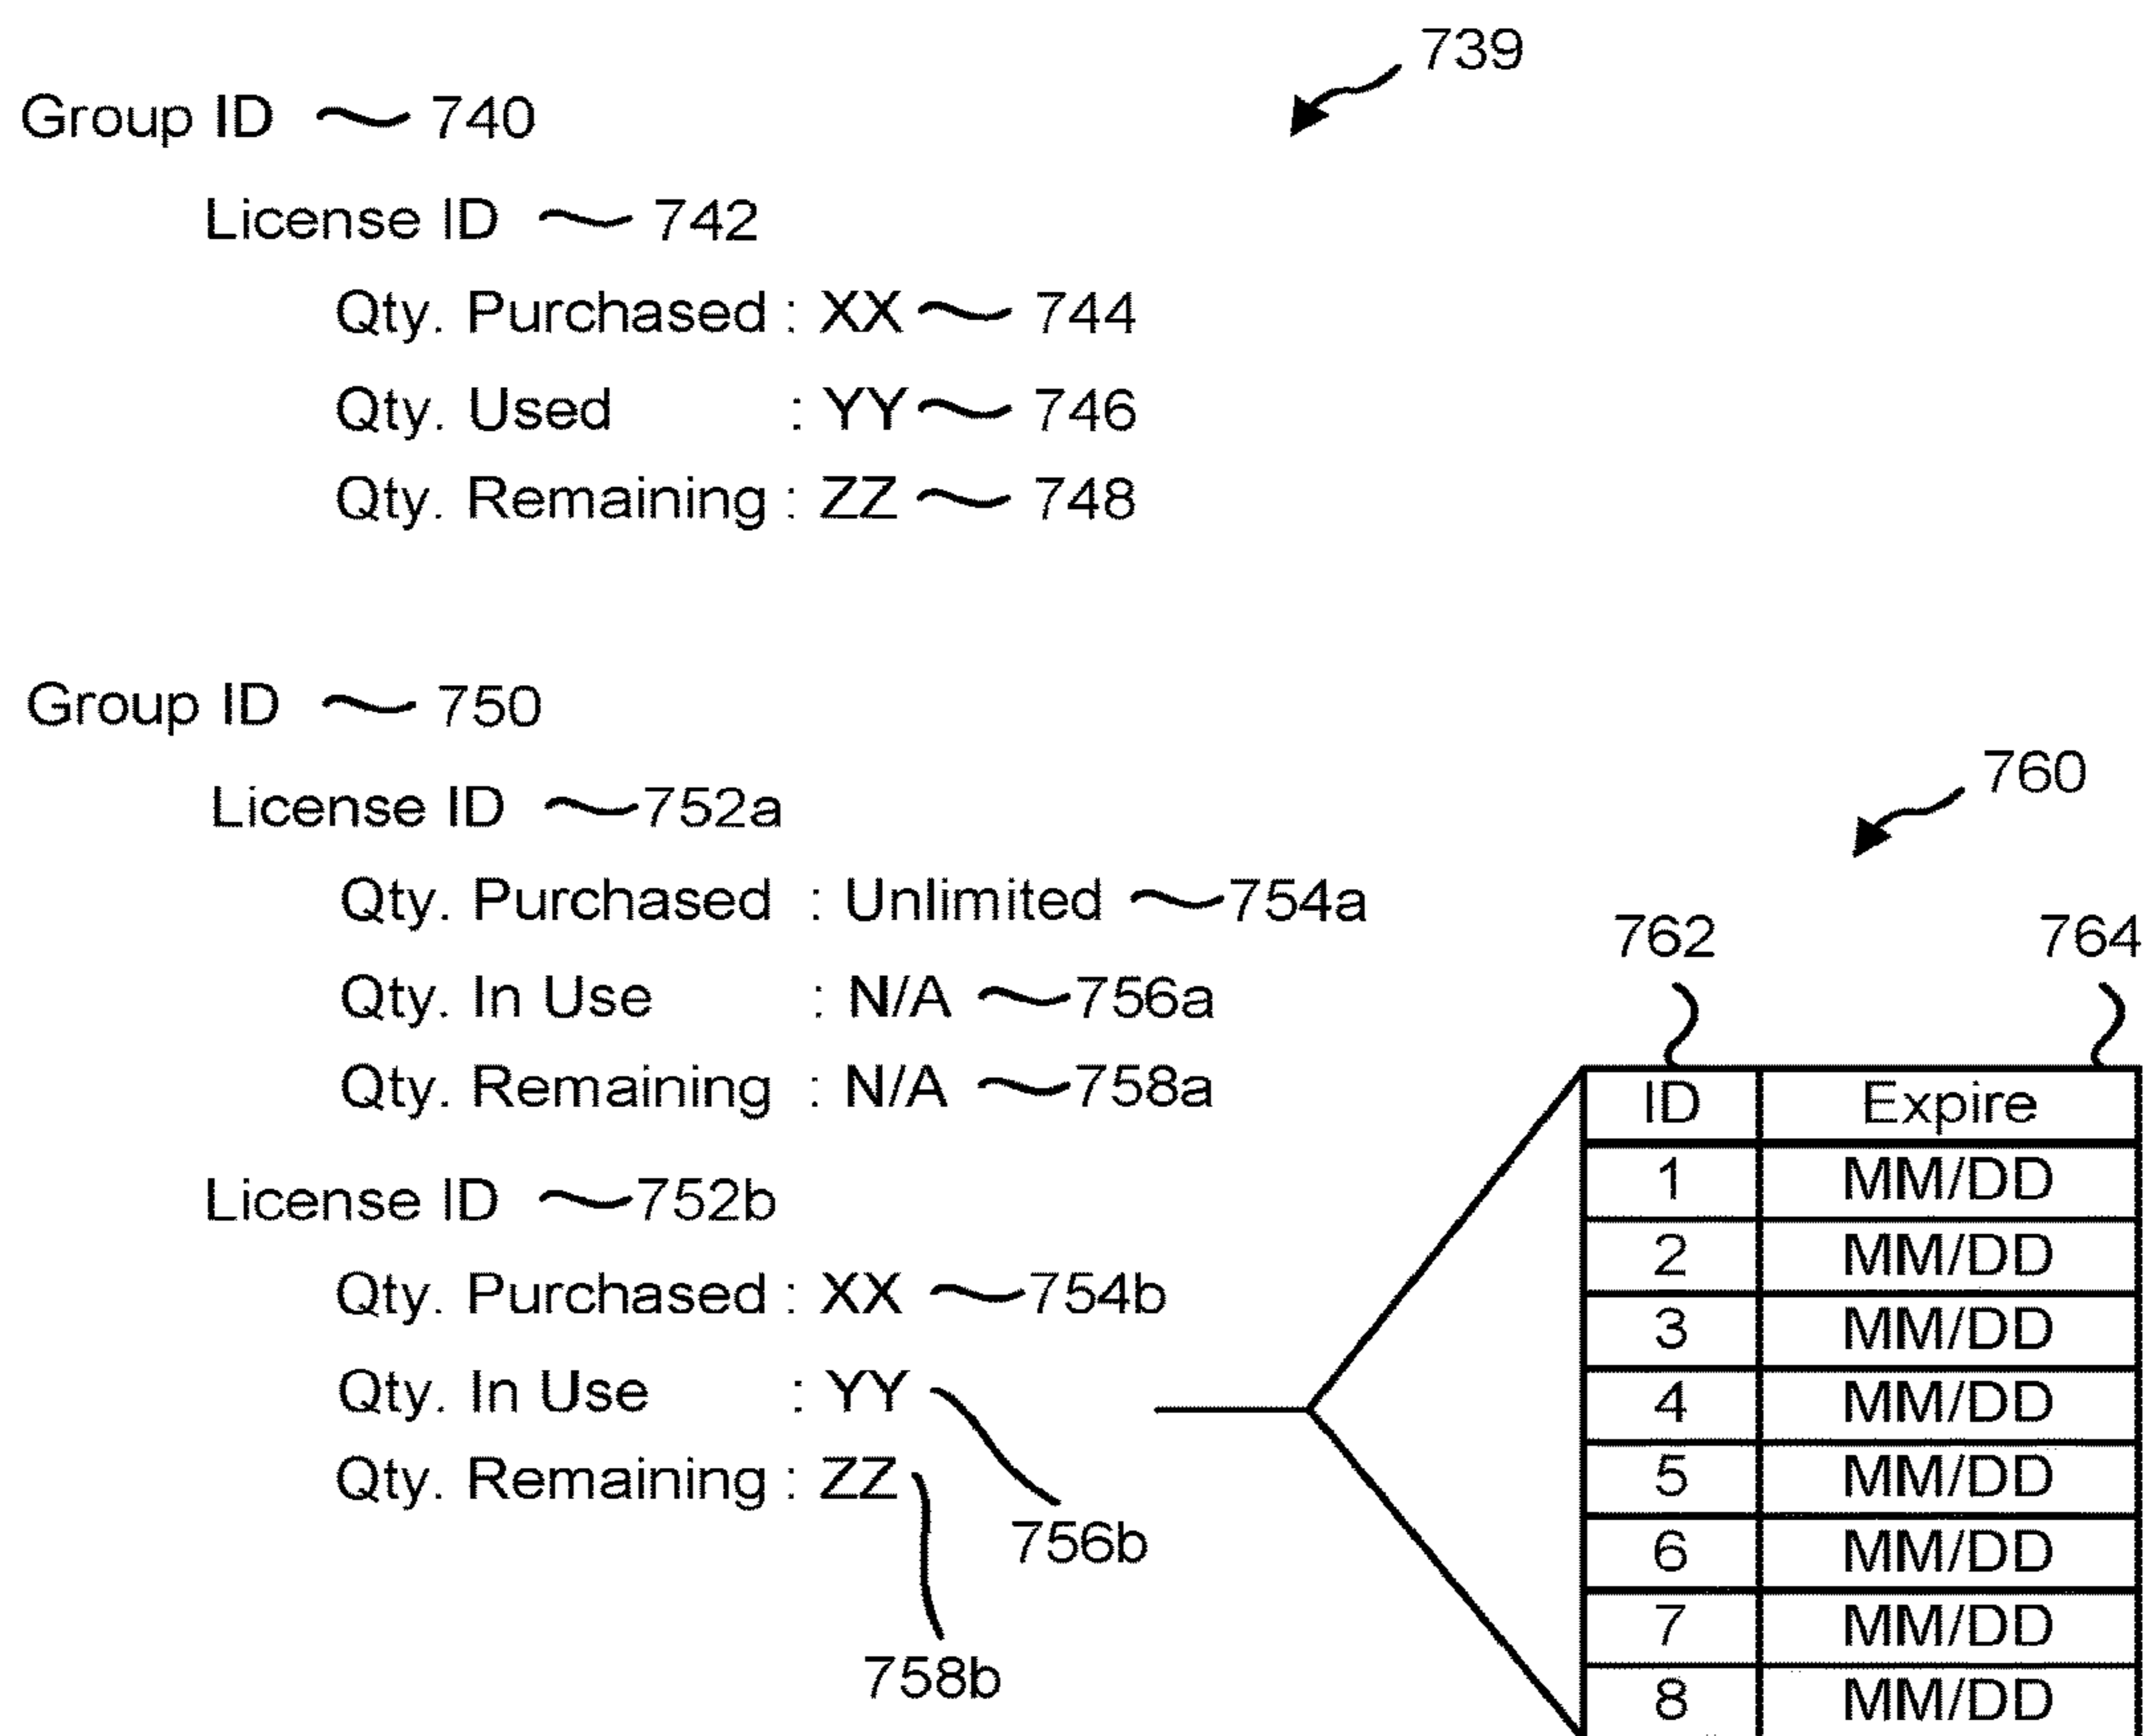 739
Group ID 740
License ID 742
Qty. Purchased : XX 744
Qty. Used : YY 746
Qty. Remaining : ZZ 748
Group ID 750
License ID 752a
Qty. Purchased : Unlimited 754a
Qty. In Use : N/A 756a
Qty. Remaining : N/A 758a
License ID 752b
Qty. Purchased : XX 754b
Qty. In Use : YY
Qty. Remaining : ZZ
756b
758b
760
762 764
ID Expire
1 MM/DD
2 MM/DD
3 MM/DD
4 MM/DD
5 MM/DD
6 MM/DD
7 MM/DD
8 MM/DD